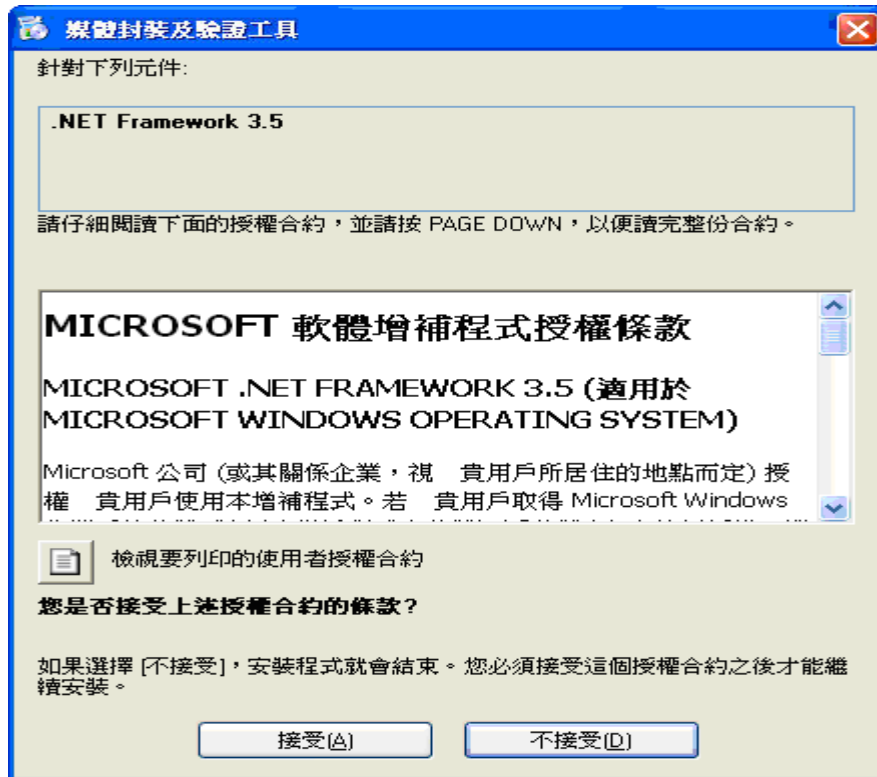 媒體封裝及驗證工具
針對下列元件:
.NET Framework 3.5
請仔細閱讀下面的授權合約，並請按 PAGE DOWN，以便讀完整份合約。
MICROSOFT 軟體增補程式授權條款
MICROSOFT .NET FRAMEWORK 3.5 (適用於
MICROSOFT WINDOWS OPERATING SYSTEM)
Microsoft 公司 (或其關係企業，視　貴用戶所居住的地點而定) 授
權　貴用戶使用本增補程式。若　貴用戶取得 Microsoft Windows
檢視要列印的使用者授權合約
您是否接受上述授權合約的條款?
如果選擇 [不接受]，安裝程式就會結束。您必須接受這個授權合約之後才能繼
續安裝。
接受(A)
不接受(D)